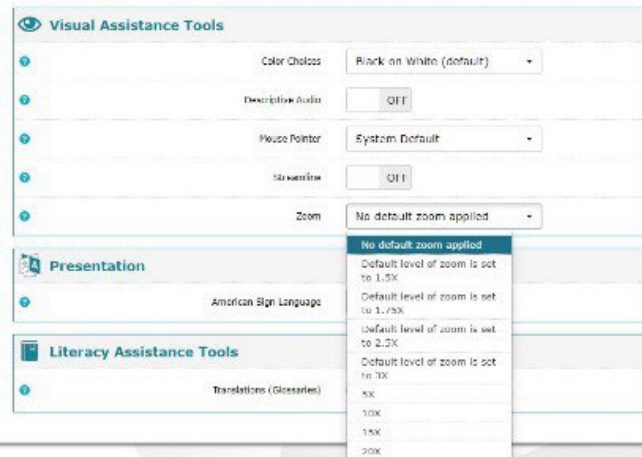 Visual Assistance Tools
Color Choices
Black on White (default)
Descriptive Audio
OFF
Mouse Pointer
System Default
Streamline
OFF
Zoom
No default zoom applied
No default zoom applied
Default level of zoom is set
to 1.5X
Default level of zoom is set
to 1.75X
Default level of zoom is set
to 2.5X
Default level of zoom is set
to 3X
5X
10X
15X
20X
Presentation
American Sign Language
Literacy Assistance Tools
Translations (Glossaries)